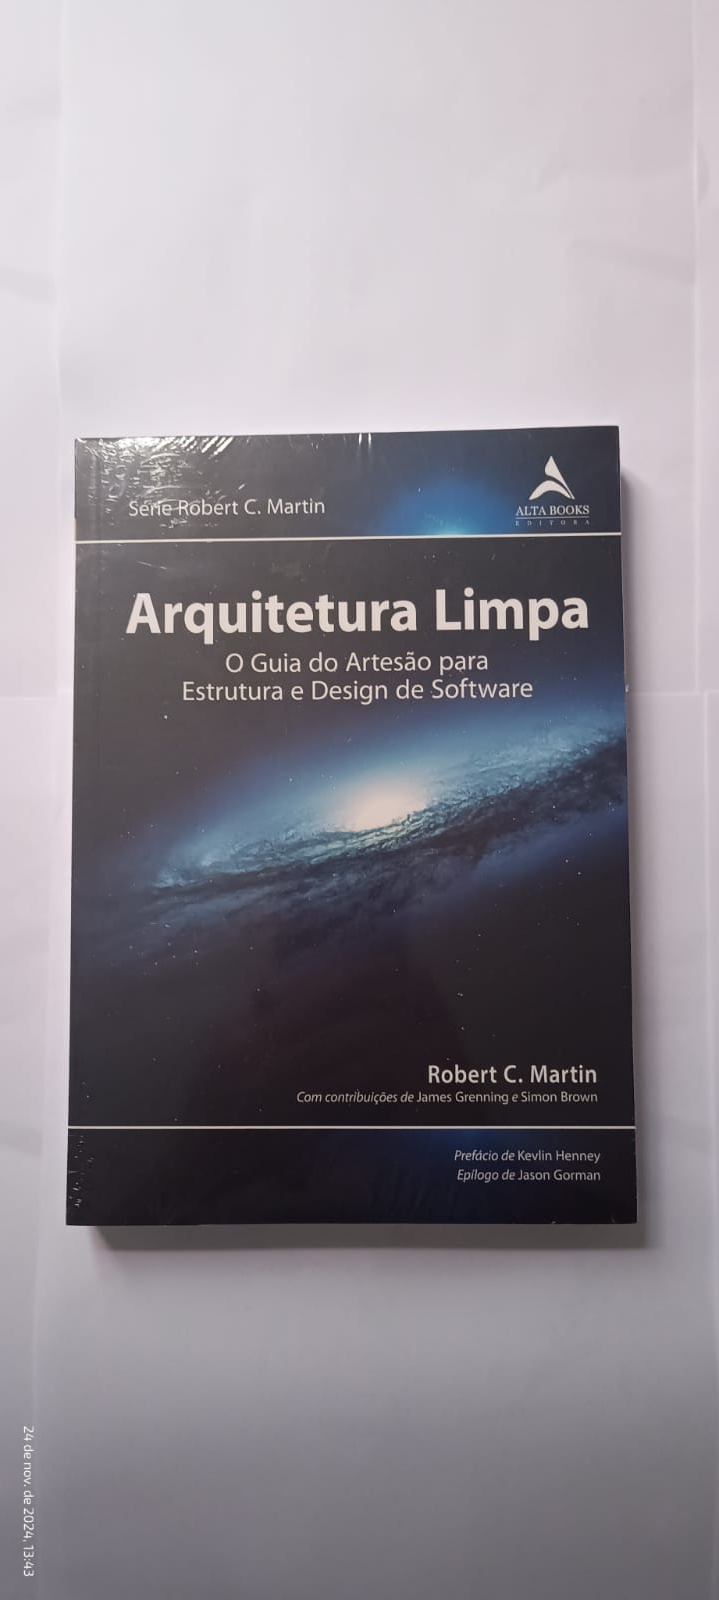 Série Robert C. Martin
ALTA BOOKS
EDITORA
Arquitetura Limpa
O Guia do Artesão para
Estrutura e Design de Software
Robert C. Martin
Com contribuições de James Grenning e Simon Brown
Prefácio de Kevlin Henney
Epílogo de Jason Gorman
24 de nov. de 2024, 13:43